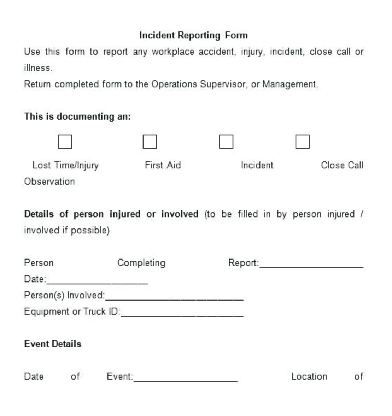 Incident Reporting Form
Use this form to report any workplace accident, injury, incident, close call or
illness.
Return completed form to the Operations Supervisor, or Management.
This is documenting an:
Lost Time/Injury First Aid Incident Close Call
Observation
Details of person injured or involved (to be filled in by person injured /
involved if possible)
Person Completing Report:____________________
Date:____________________
Person(s) Involved:___________________________
Equipment or Truck ID:________________________
Event Details
Date of Event:____________________ Location of